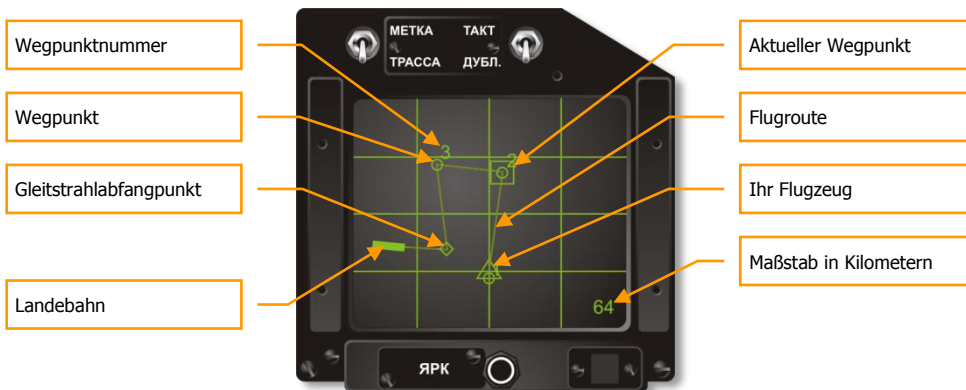 Wegpunktnummer
Wegpunkt
Gleitstrahlabfangpunkt
Landebahn
МЕТКА ТАКТ
ТРАССА ДУБЛ.
3
2
64
ЯРК
Aktueller Wegpunkt
Flugroute
Ihr Flugzeug
Maßstab in Kilometern